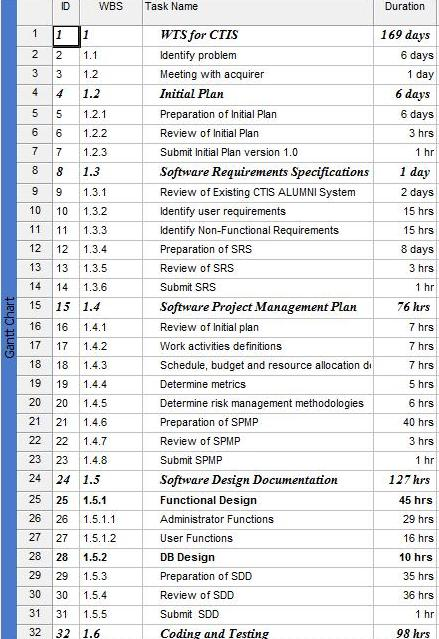 ID WBS Task Name Duration
1 1 1 WTS for CTIS 169 days
2 2 1.1 Identify problem 6 days
3 3 1.2 Meeting with acquirer 1 day
4 4 1.2 Initial Plan 6 days
5 5 1.2.1 Preparation of Initial Plan 6 days
6 6 1.2.2 Review of Initial Plan 3 hrs
7 7 1.2.3 Submit Initial Plan version 1.0 1 hr
8 8 1.3 Software Requirements Specifications 1 day
9 9 1.3.1 Review of Existing CTIS ALUMNI System 2 days
10 10 1.3.2 Identify user requirements 15 hrs
11 11 1.3.3 Identify Non-Functional Requirements 15 hrs
12 12 1.3.4 Preparation of SRS 8 days
13 13 1.3.5 Review of SRS 3 hrs
14 14 1.3.6 Submit SRS 1 hr
15 15 1.4 Software Project Management Plan 76 hrs
16 16 1.4.1 Review of Initial plan 7 hrs
17 17 1.4.2 Work activities definitions 7 hrs
18 18 1.4.3 Schedule, budget and resource allocation de 7 hrs
19 19 1.4.4 Determine metrics 5 hrs
20 20 1.4.5 Determine risk management methodologies 6 hrs
21 21 1.4.6 Preparation of SPMP 40 hrs
22 22 1.4.7 Review of SPMP 3 hrs
23 23 1.4.8 Submit SPMP 1 hr
24 24 1.5 Software Design Documentation 127 hrs
25 25 1.5.1 Functional Design 45 hrs
26 26 1.5.1.1 Administrator Functions 29 hrs
27 27 1.5.1.2 User Functions 16 hrs
28 28 1.5.2 DB Design 10 hrs
29 29 1.5.3 Preparation of SDD 35 hrs
30 30 1.5.4 Review of SDD 36 hrs
31 31 1.5.5 Submit SDD 1 hr
32 32 1.6 Coding and Testing 98 hrs
Gantt Chart